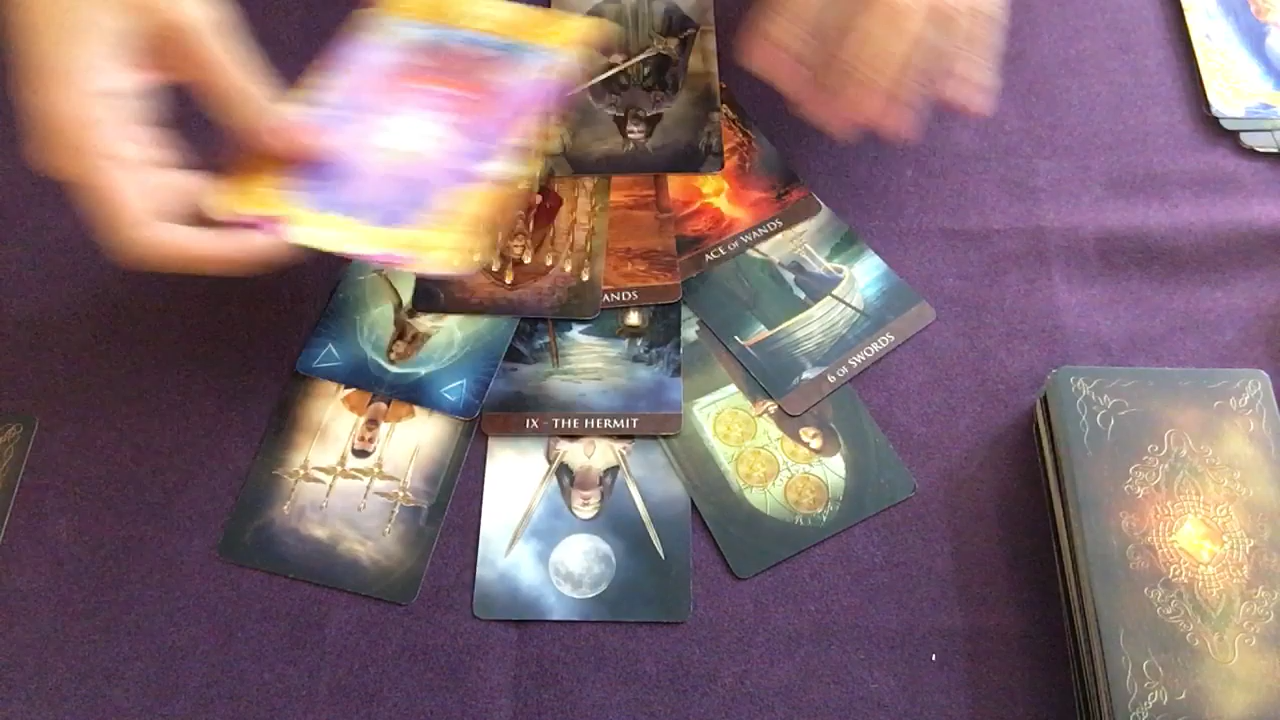 ACE OF WANDS
ANDS
6 OF SWORDS
IX - THE HERMIT